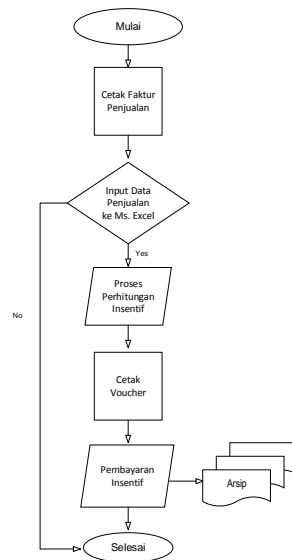 Mulai
Cetak Faktur
Penjualan
Input Data
Penjualan
ke Ms. Excel
Yes
No
Proses
Perhitungan
Insentif
Cetak
Voucher
Pembayaran
Insentif
Arsip
Selesai